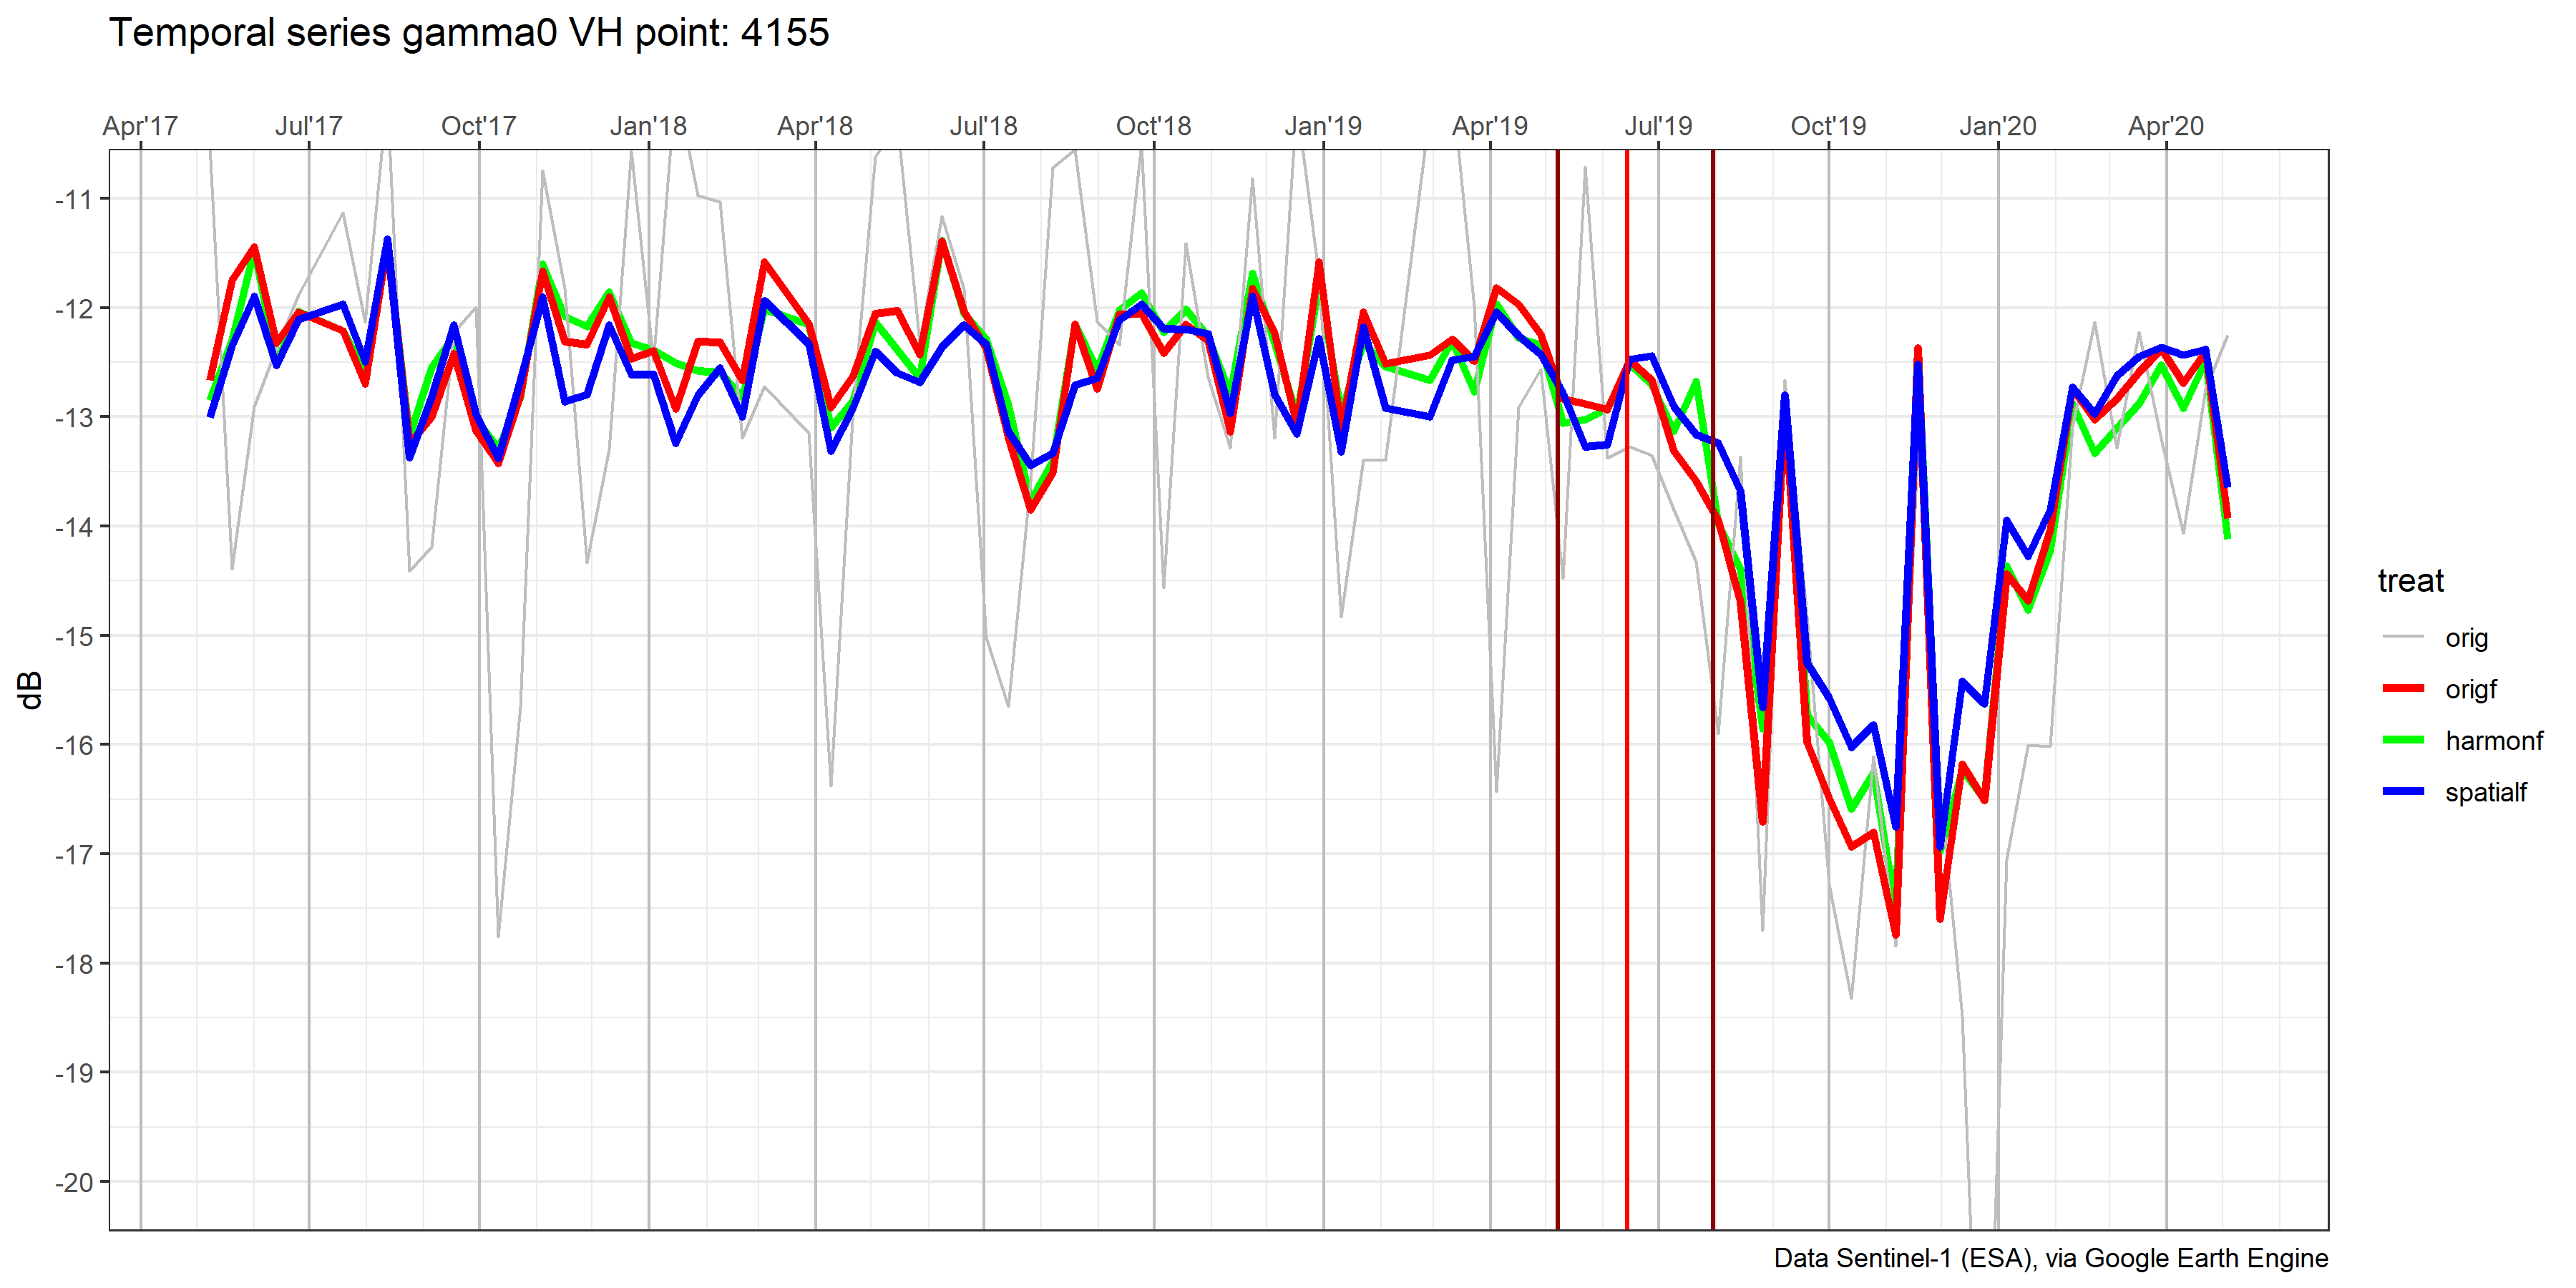 Temporal series gamma0 VH point: 4155
Apr'17 Jul'17 Oct'17 Jan'18 Apr'18 Jul'18 Oct'18 Jan'19 Apr'19 Jul'19 Oct'19 Jan'20 Apr'20
-11
-12
-13
-14
-15
-16
-17
-18
-19
-20
dB
treat
orig
origf
harmonf
spatialf
Data Sentinel-1 (ESA), via Google Earth Engine